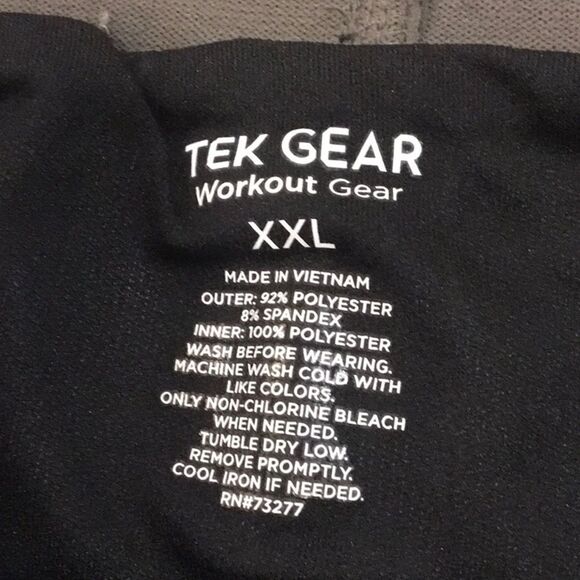 TEK GEAR
Workout Gear
XXL
MADE IN VIETNAM
OUTER: 92% POLYESTER
8% SPANDEX
INNER: 100% POLYESTER
WASH BEFORE WEARING.
MACHINE WASH COLD WITH
LIKE COLORS.
ONLY NON-CHLORINE BLEACH
WHEN NEEDED.
TUMBLE DRY LOW.
REMOVE PROMPTLY.
COOL IRON IF NEEDED.
RN#73277